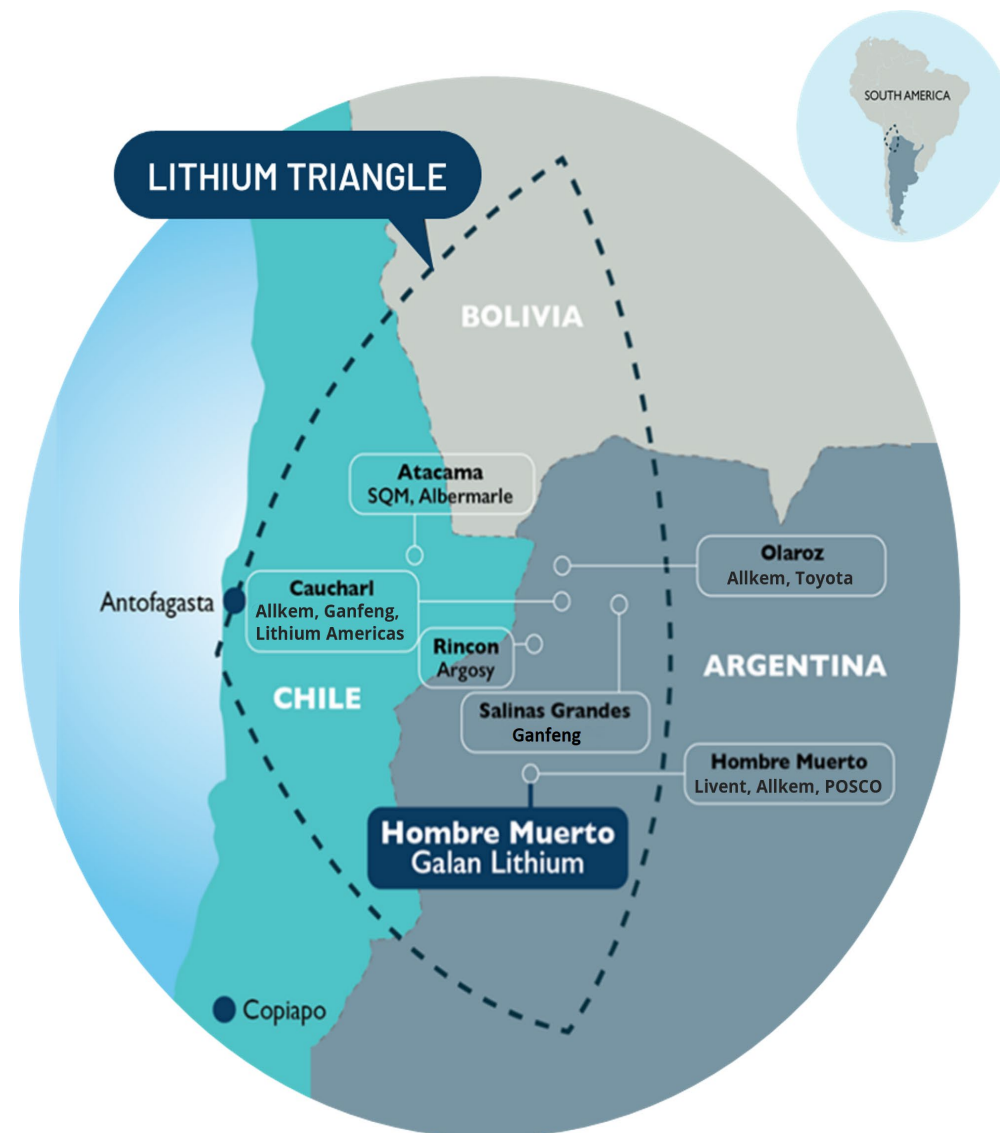 SOUTH AMERICA
LITHIUM TRIANGLE
BOLIVIA
Atacama
SQM, Albermarle
Olaroz
Allkem, Toyota
Antofagasta
Caucharl
Allkem, Ganfeng,
Lithium Americas
Rincon
Argosy
ARGENTINA
CHILE
Salinas Grandes
Ganfeng
Hombre Muerto
Livent, Allkem, POSCO
Hombre Muerto
Galan Lithium
Copiapo